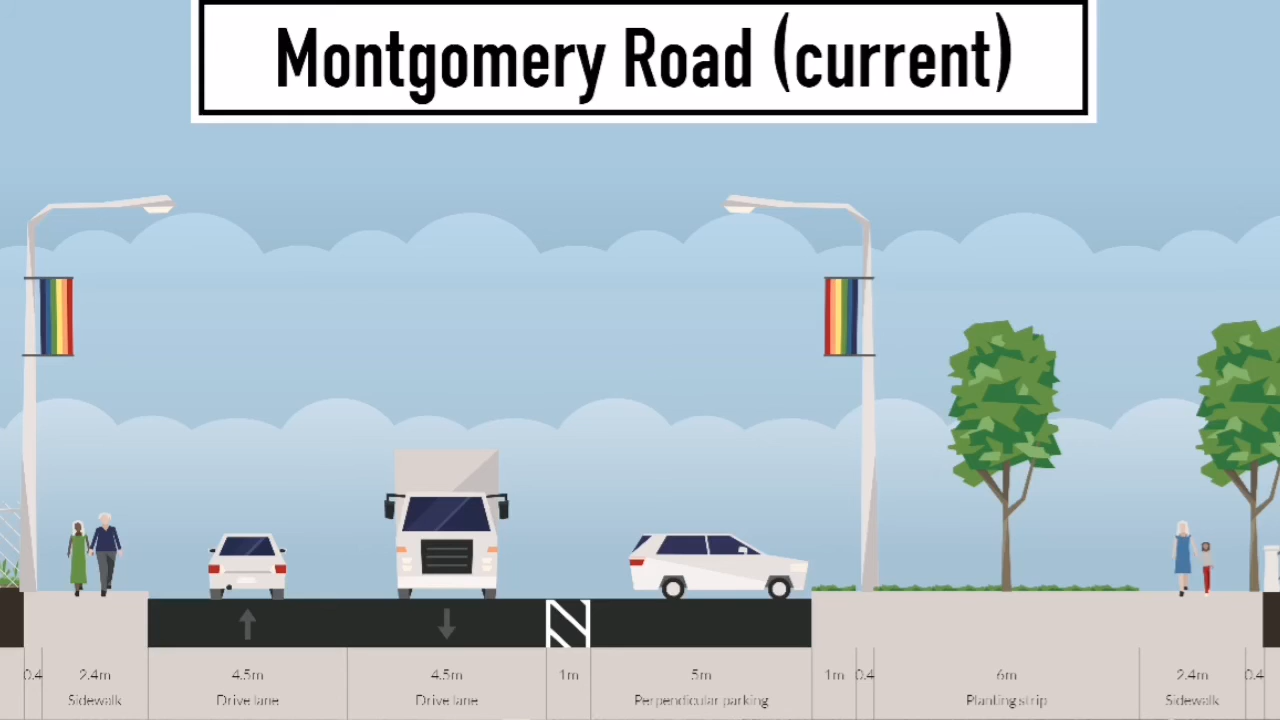 Montgomery Road (current)
0.4 2.4m 4.5m 4.5m 1m 5m 1m 0.4 6m 2.4m 0.4
Sidewalk Drive lane Drive lane Perpendicular parking Planting strip Sidewalk